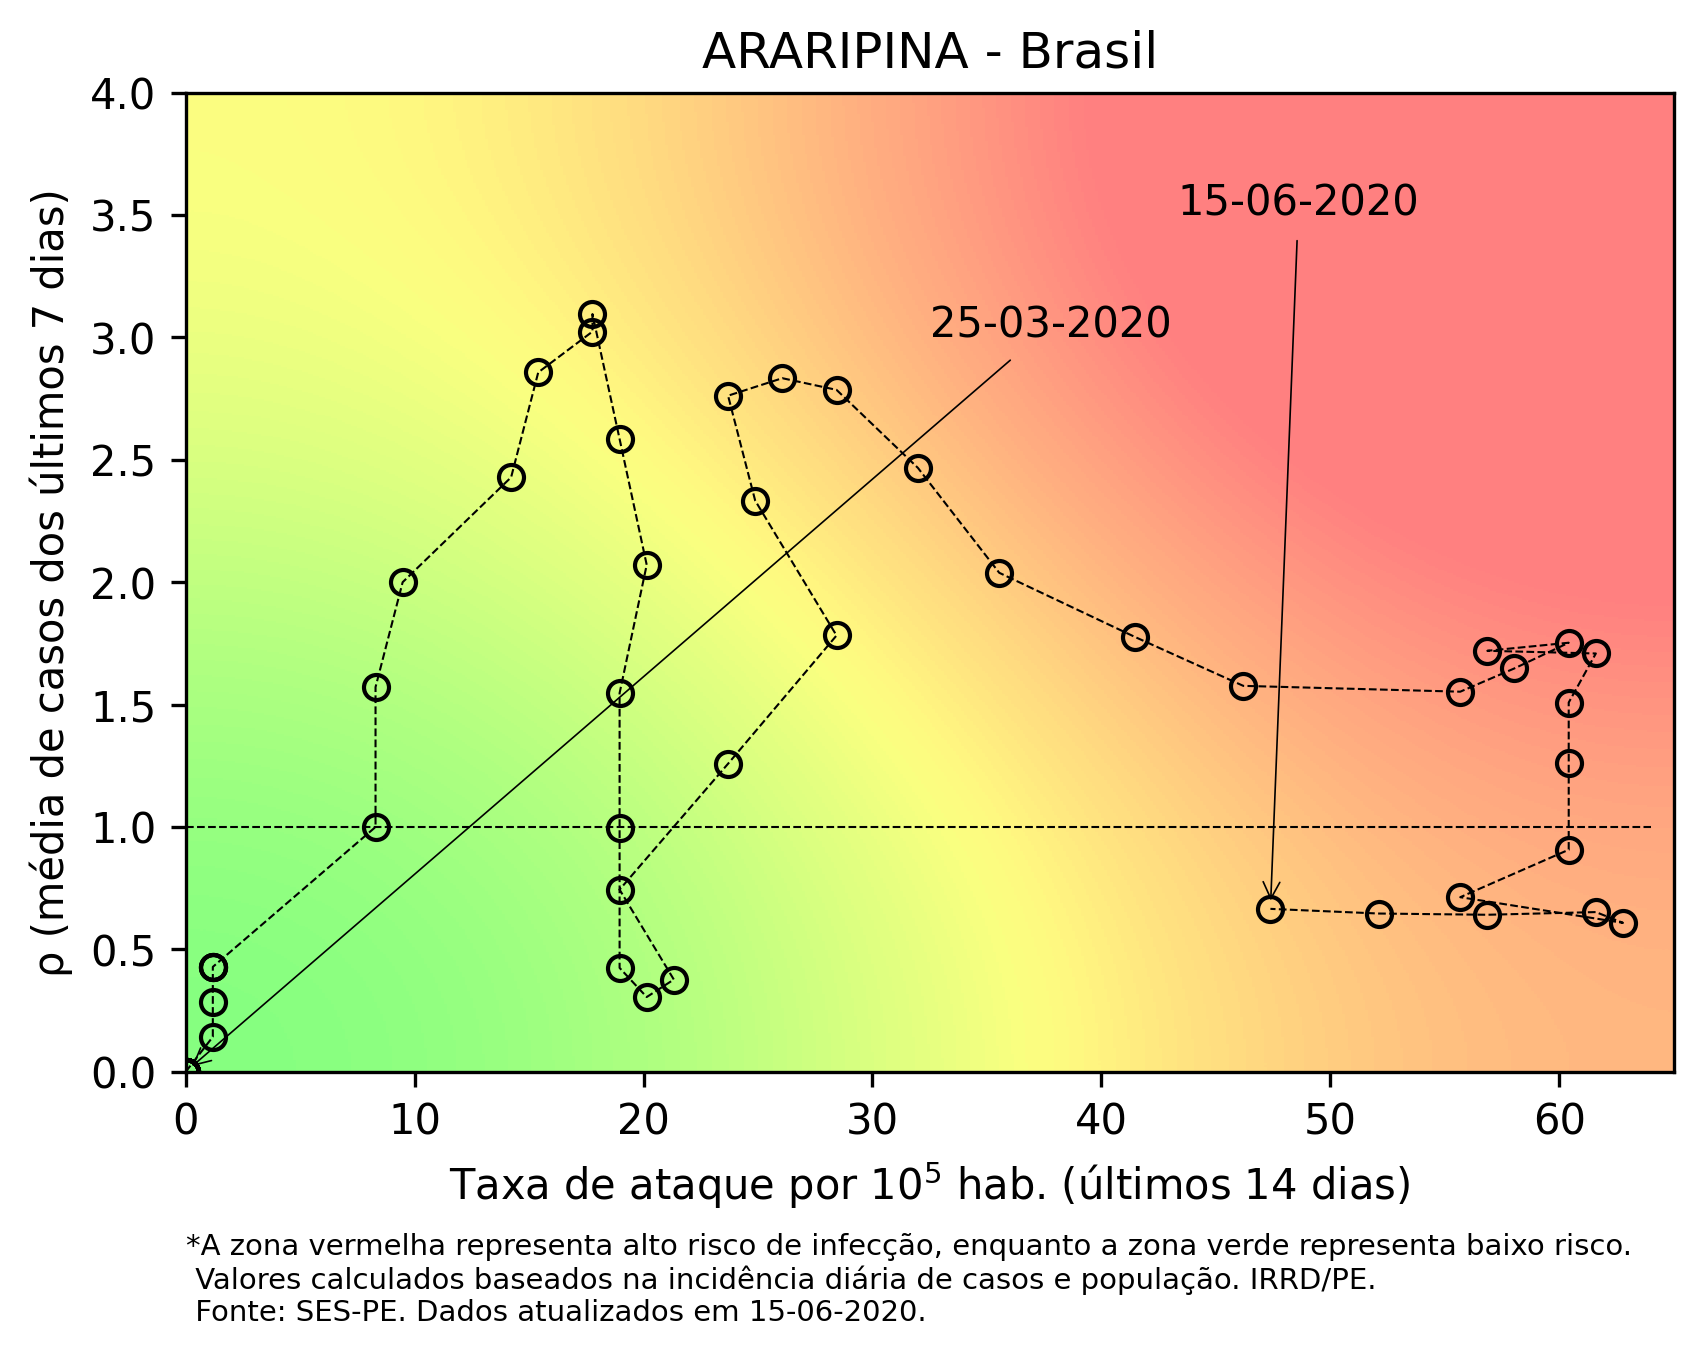 ARARIPINA - Brasil
4.0
3.5
3.0
2.5
2.0
1.5
1.0
0.5
0.0
ρ (média de casos dos últimos 7 dias)
15-06-2020
25-03-2020
0 10 20 30 40 50 60
Taxa de ataque por 10⁵ hab. (últimos 14 dias)
*A zona vermelha representa alto risco de infecção, enquanto a zona verde representa baixo risco.
Valores calculados baseados na incidência diária de casos e população. IRRD/PE.
Fonte: SES-PE. Dados atualizados em 15-06-2020.